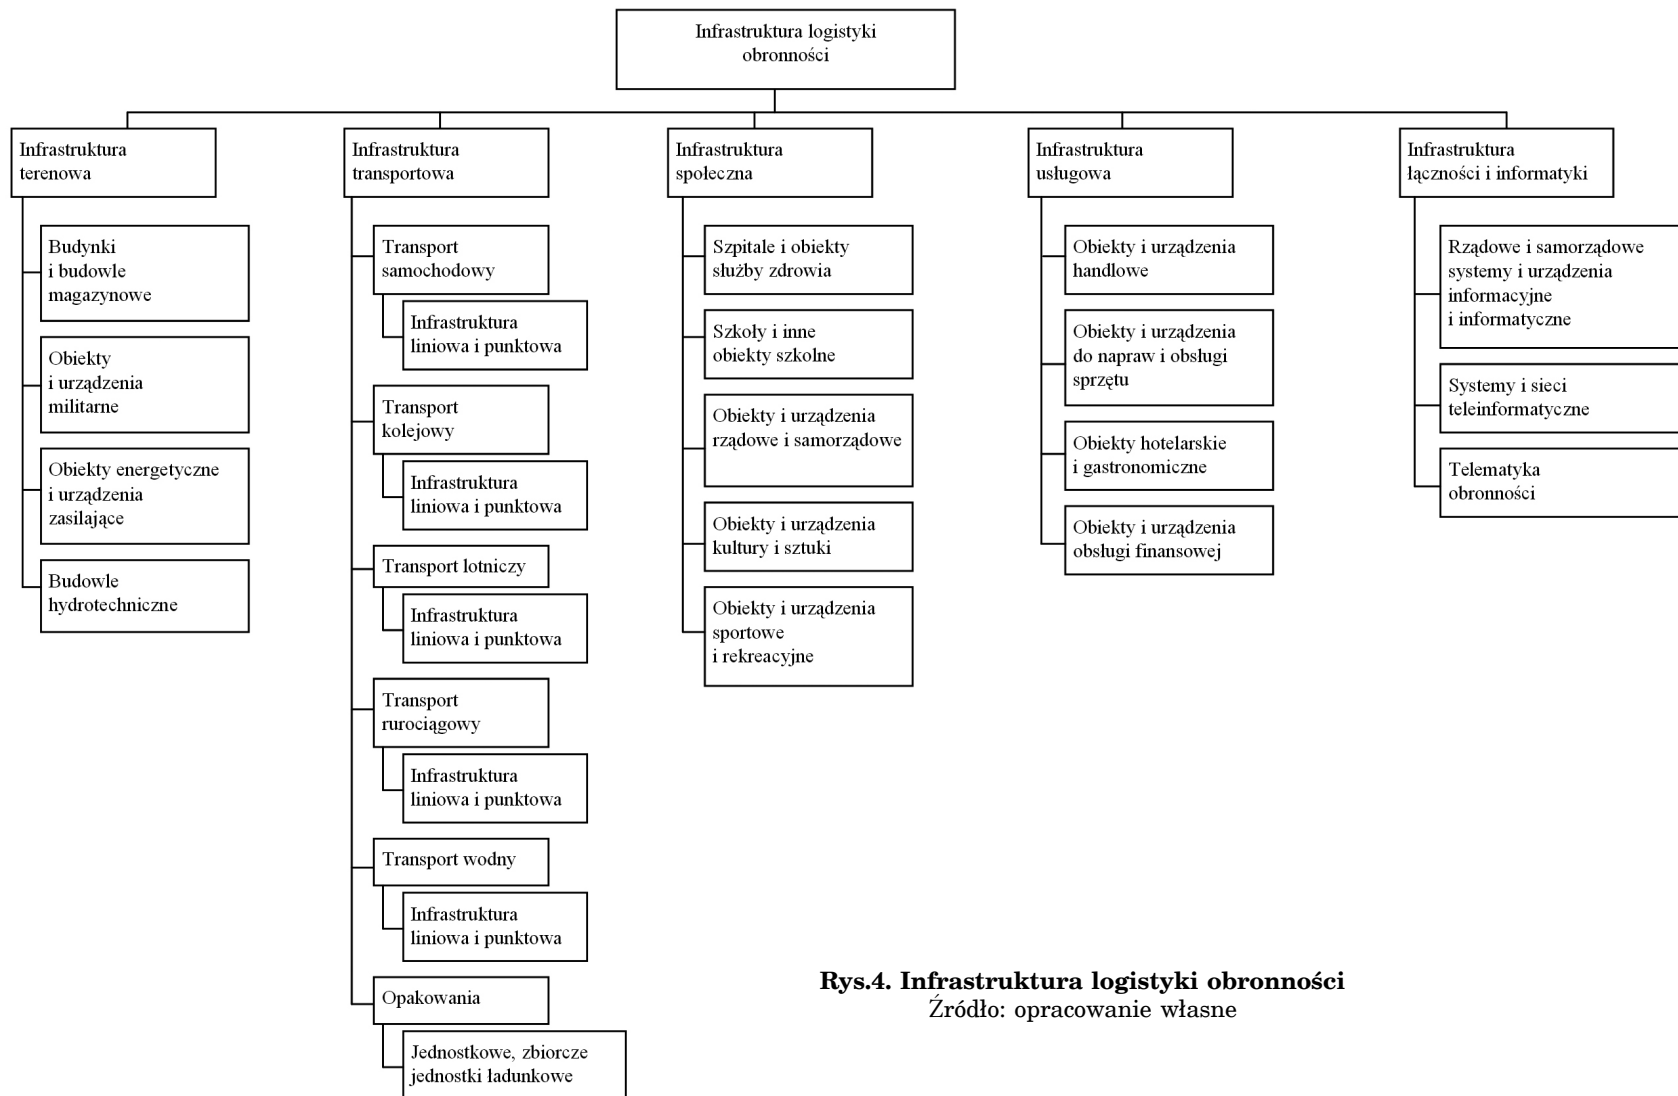 Infrastruktura logistyki
obronności
Infrastruktura
terenowa
Budynki
i budowle
magazynowe
Obiekty
i urządzenia
militarne
Obiekty energetyczne
i urządzenia
zasilające
Budowle
hydrotechniczne
Infrastruktura
transportowa
Transport
samochodowy
Infrastruktura
liniowa i punktowa
Transport
kolejowy
Infrastruktura
liniowa i punktowa
Transport lotniczy
Infrastruktura
liniowa i punktowa
Transport
rurociągowy
Infrastruktura
liniowa i punktowa
Transport wodny
Infrastruktura
liniowa i punktowa
Opakowania
Jednostkowe, zbiorcze
jednostki ładunkowe
Infrastruktura
społeczna
Szpitale i obiekty
służby zdrowia
Szkoły i inne
obiekty szkolne
Obiekty i urządzenia
rządowe i samorządowe
Obiekty i urządzenia
kultury i sztuki
Obiekty i urządzenia
sportowe
i rekreacyjne
Infrastruktura
usługowa
Obiekty i urządzenia
handlowe
Obiekty i urządzenia
do napraw i obsługi
sprzętu
Obiekty hotelarskie
i gastronomiczne
Obiekty i urządzenia
obsługi finansowej
Infrastruktura
łączności i informatyki
Rządowe i samorządowe
systemy i urządzenia
informacyjne
i informatyczne
Systemy i sieci
teleinformatyczne
Telematyka
obronności
Rys.4. Infrastruktura logistyki obronności
Źródło: opracowanie własne